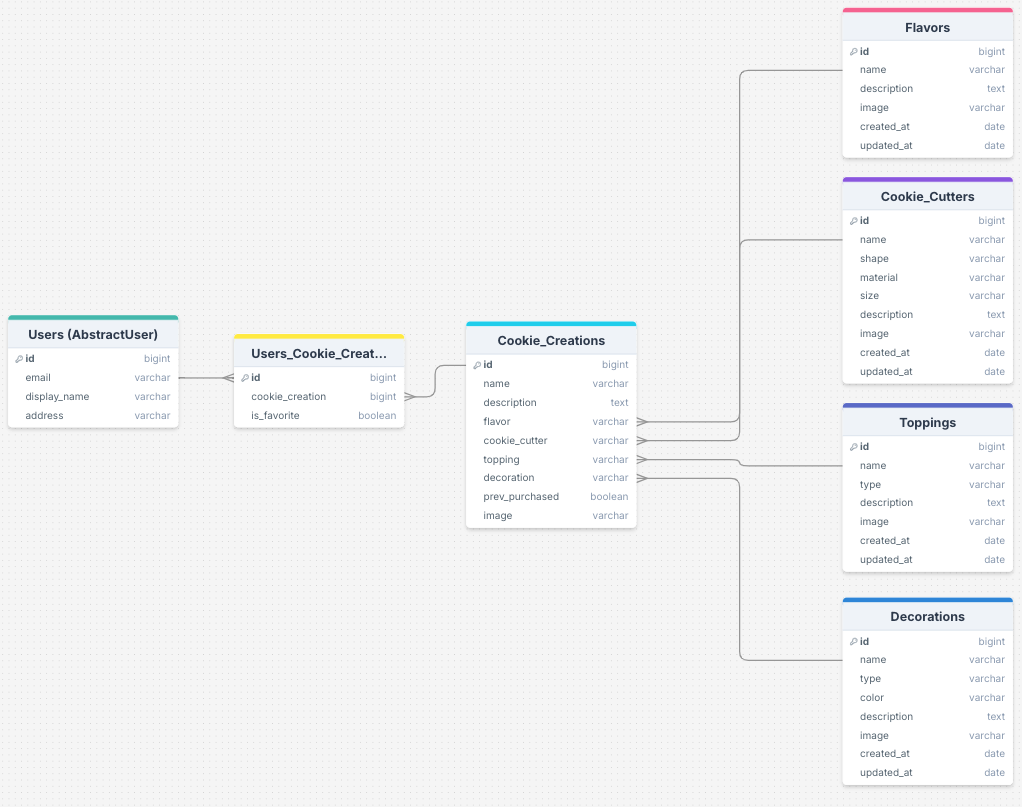 Users (AbstractUser)
id bigint
email varchar
display_name varchar
address varchar
Users_Cookie_Creat...
id bigint
cookie_creation bigint
is_favorite boolean
Cookie_Creations
id bigint
name varchar
description text
flavor varchar
cookie_cutter varchar
topping varchar
decoration varchar
prev_purchased boolean
image varchar
Flavors
id bigint
name varchar
description text
image varchar
created_at date
updated_at date
Cookie_Cutters
id bigint
name varchar
shape varchar
material varchar
size varchar
description text
image varchar
created_at date
updated_at date
Toppings
id bigint
name varchar
type varchar
description text
image varchar
created_at date
updated_at date
Decorations
id bigint
name varchar
type varchar
color varchar
description text
image varchar
created_at date
updated_at date